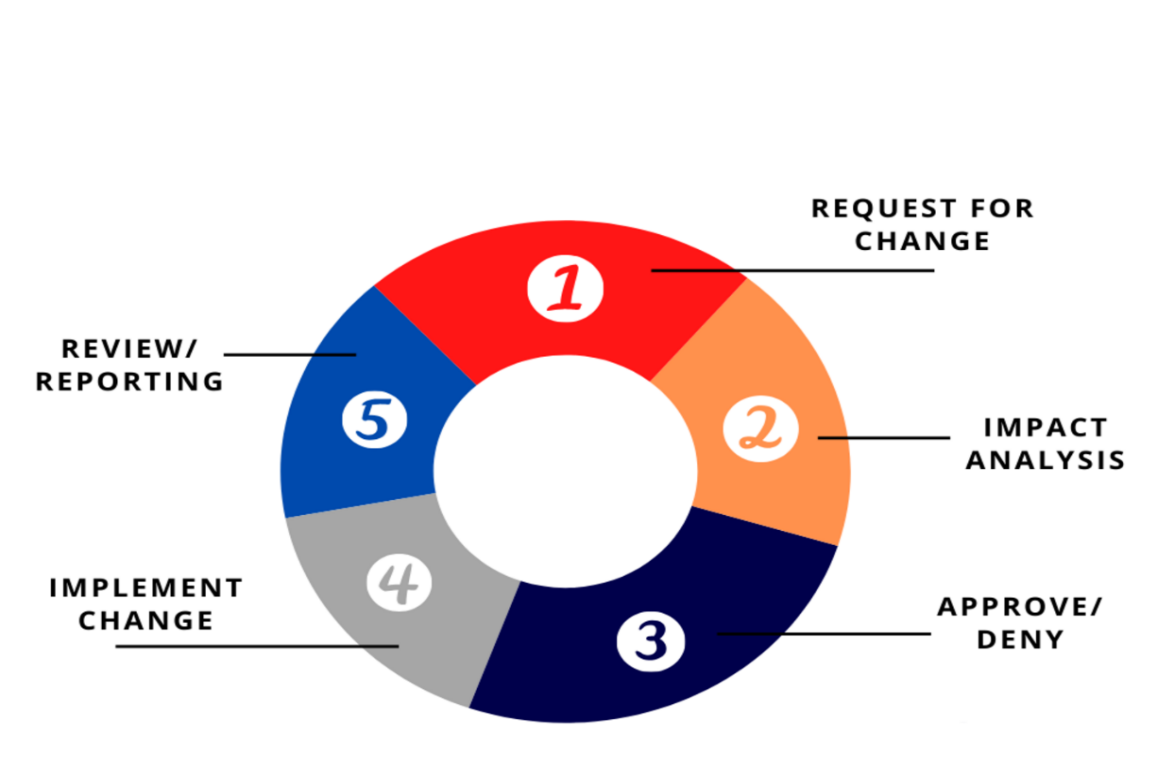 REQUEST FOR
CHANGE
1
REVIEW/
REPORTING
5
2
IMPACT
ANALYSIS
IMPLEMENT
CHANGE
4
3
APPROVE/
DENY